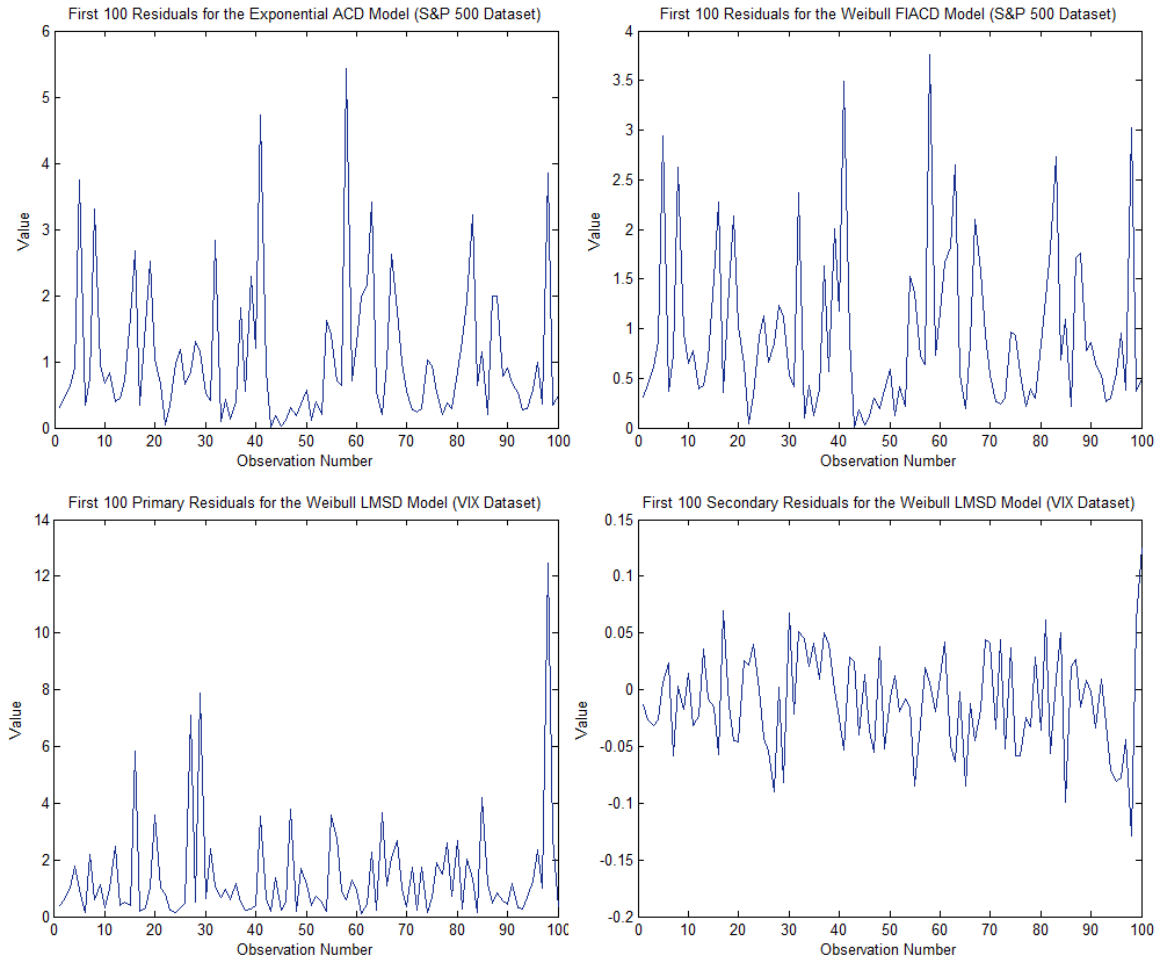 First 100 Residuals for the Exponential ACD Model (S&P 500 Dataset)
6
5
4
3
2
1
0
Value
0 10 20 30 40 50 60 70 80 90 100
Observation Number
First 100 Residuals for the Weibull FIACD Model (S&P 500 Dataset)
4
3.5
3
2.5
2
1.5
1
0.5
0
Value
0 10 20 30 40 50 60 70 80 90 100
Observation Number
First 100 Primary Residuals for the Weibull LMSD Model (VIX Dataset)
14
12
10
8
6
4
2
0
Value
0 10 20 30 40 50 60 70 80 90 100
Observation Number
First 100 Secondary Residuals for the Weibull LMSD Model (VIX Dataset)
0.15
0.1
0.05
0
-0.05
-0.1
-0.15
-0.2
Value
0 10 20 30 40 50 60 70 80 90 100
Observation Number